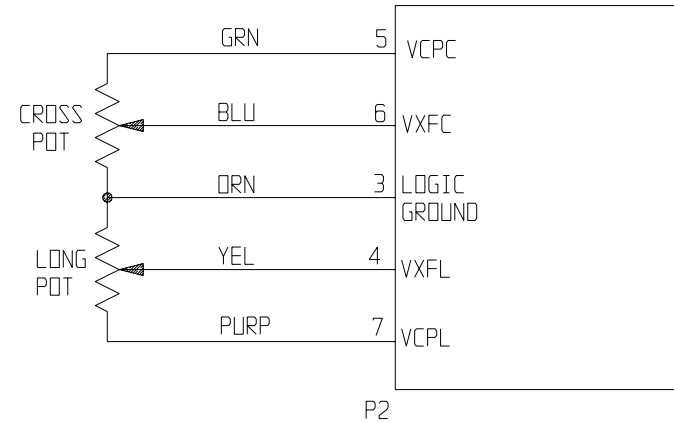 GRN 5 VCPC
CROSS
POT
BLU 6 VXFC
ORN 3 LOGIC
GROUND
LONG
POT
YEL 4 VXFL
PURP 7 VCPL
P2